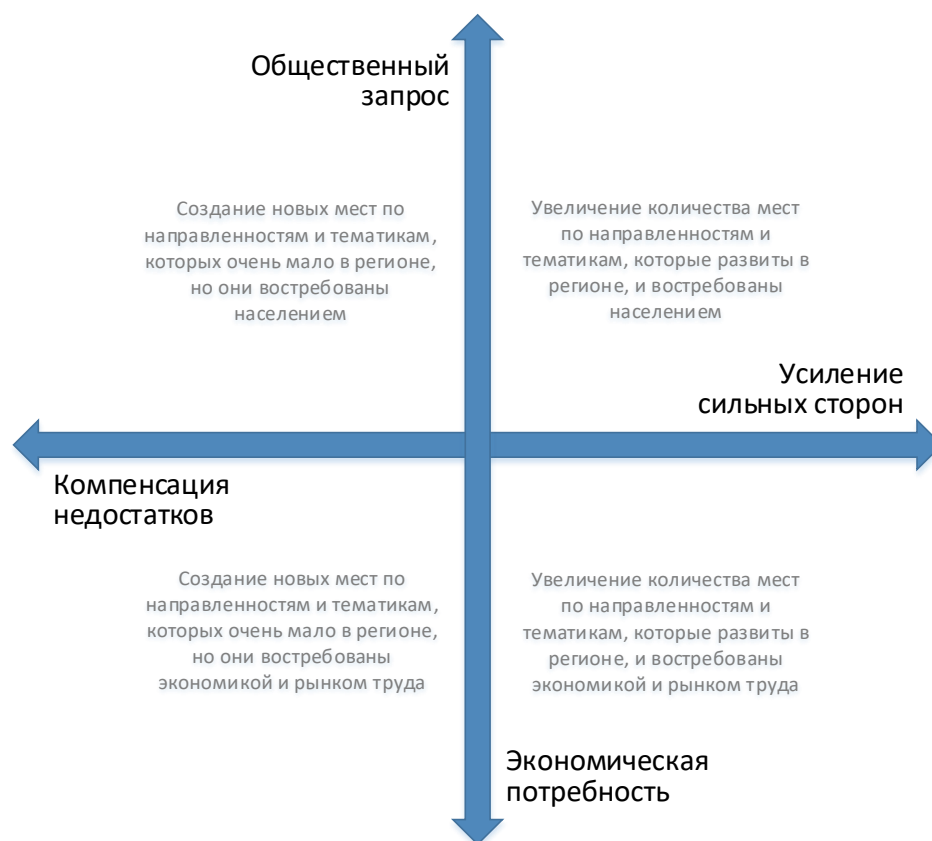 Общественный
запрос
Создание новых мест по
направленностям и тематикам,
которых очень мало в регионе,
но они востребованы
населением
Увеличение количества мест
по направленностям и
тематикам, которые развиты в
регионе, и востребованы
населением
Усиление
сильных сторон
Компенсация
недостатков
Создание новых мест по
направленностям и тематикам,
которых очень мало в регионе,
но они востребованы
экономикой и рынком труда
Увеличение количества мест
по направленностям и
тематикам, которые развиты в
регионе, и востребованы
экономикой и рынком труда
Экономическая
потребность